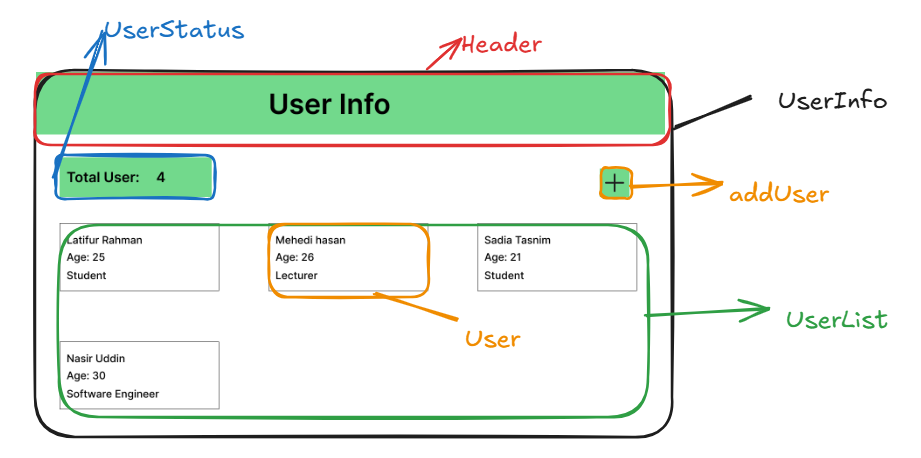 UserStatus
Header
User Info
UserInfo
Total User: 4
+
addUser
Latifur Rahman
Age: 25
Student
Mehedi hasan
Age: 26
Lecturer
Sadia Tasnim
Age: 21
Student
UserList
User
Nasir Uddin
Age: 30
Software Engineer